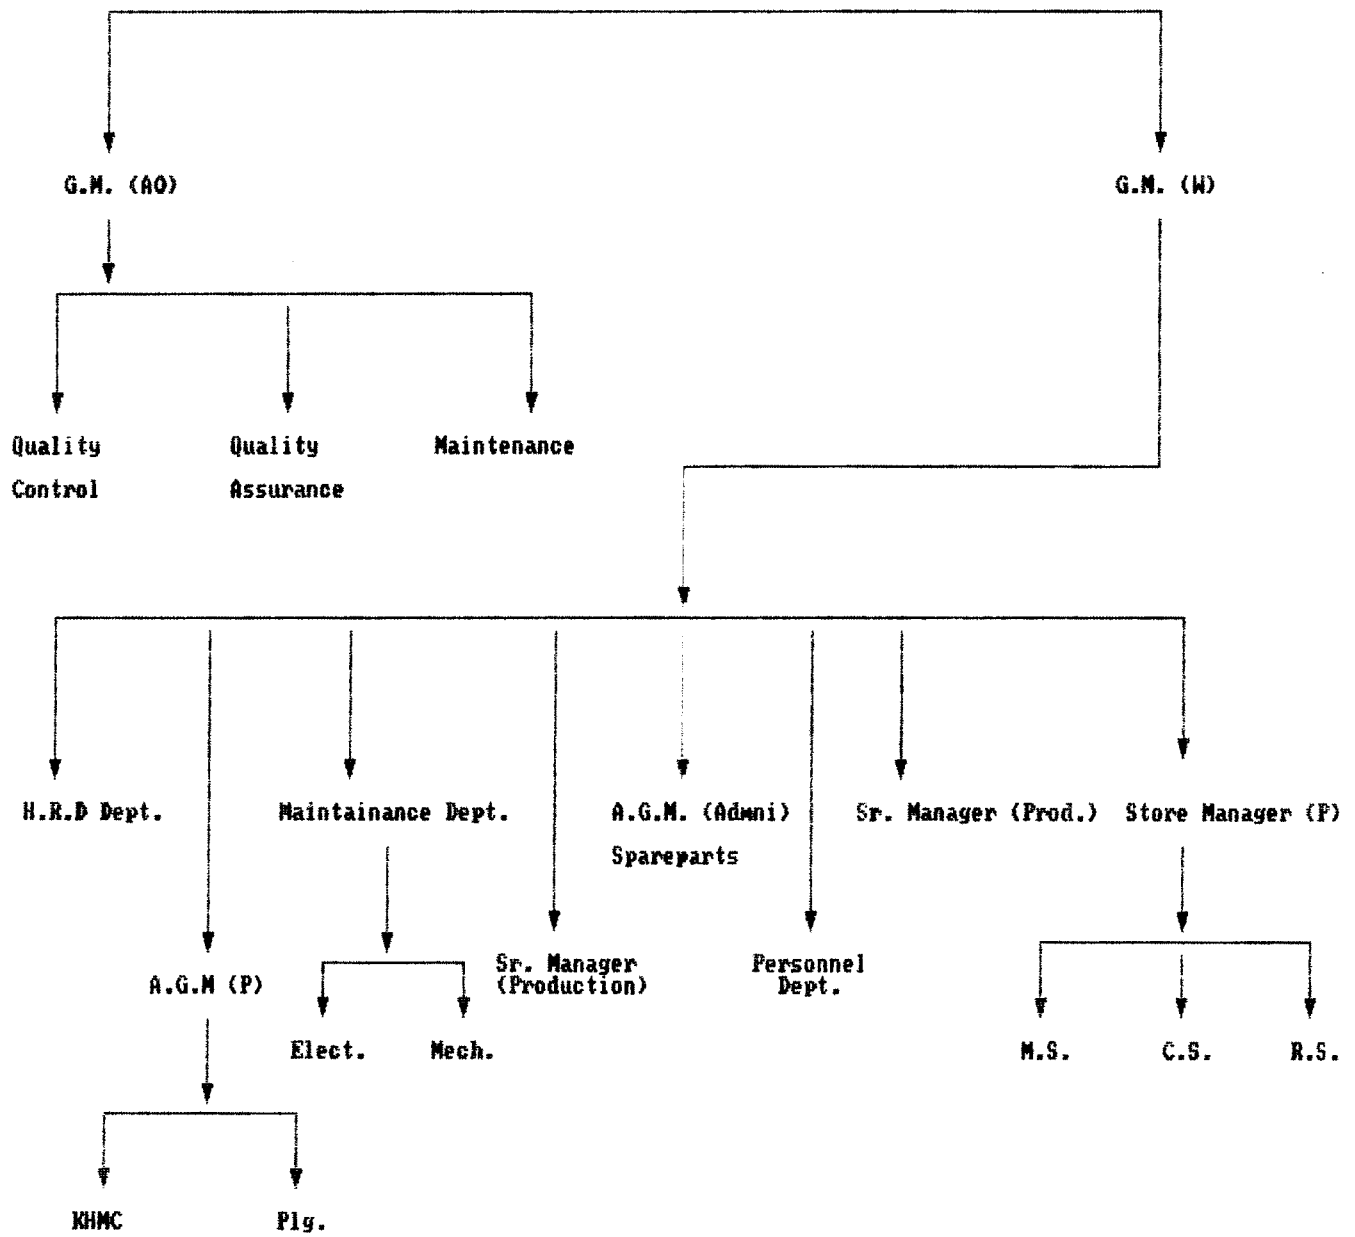 G.M. (AO)
G.M. (W)
Quality
Control
Quality
Assurance
Maintenance
H.R.D Dept.
Maintainance Dept.
A.G.M. (Admni)
Spareparts
Sr. Manager (Prod.)
Store Manager (P)
A.G.M (P)
Sr. Manager
(Production)
Personnel
Dept.
Elect.
Mech.
M.S.
C.S.
R.S.
KHMC
Plg.